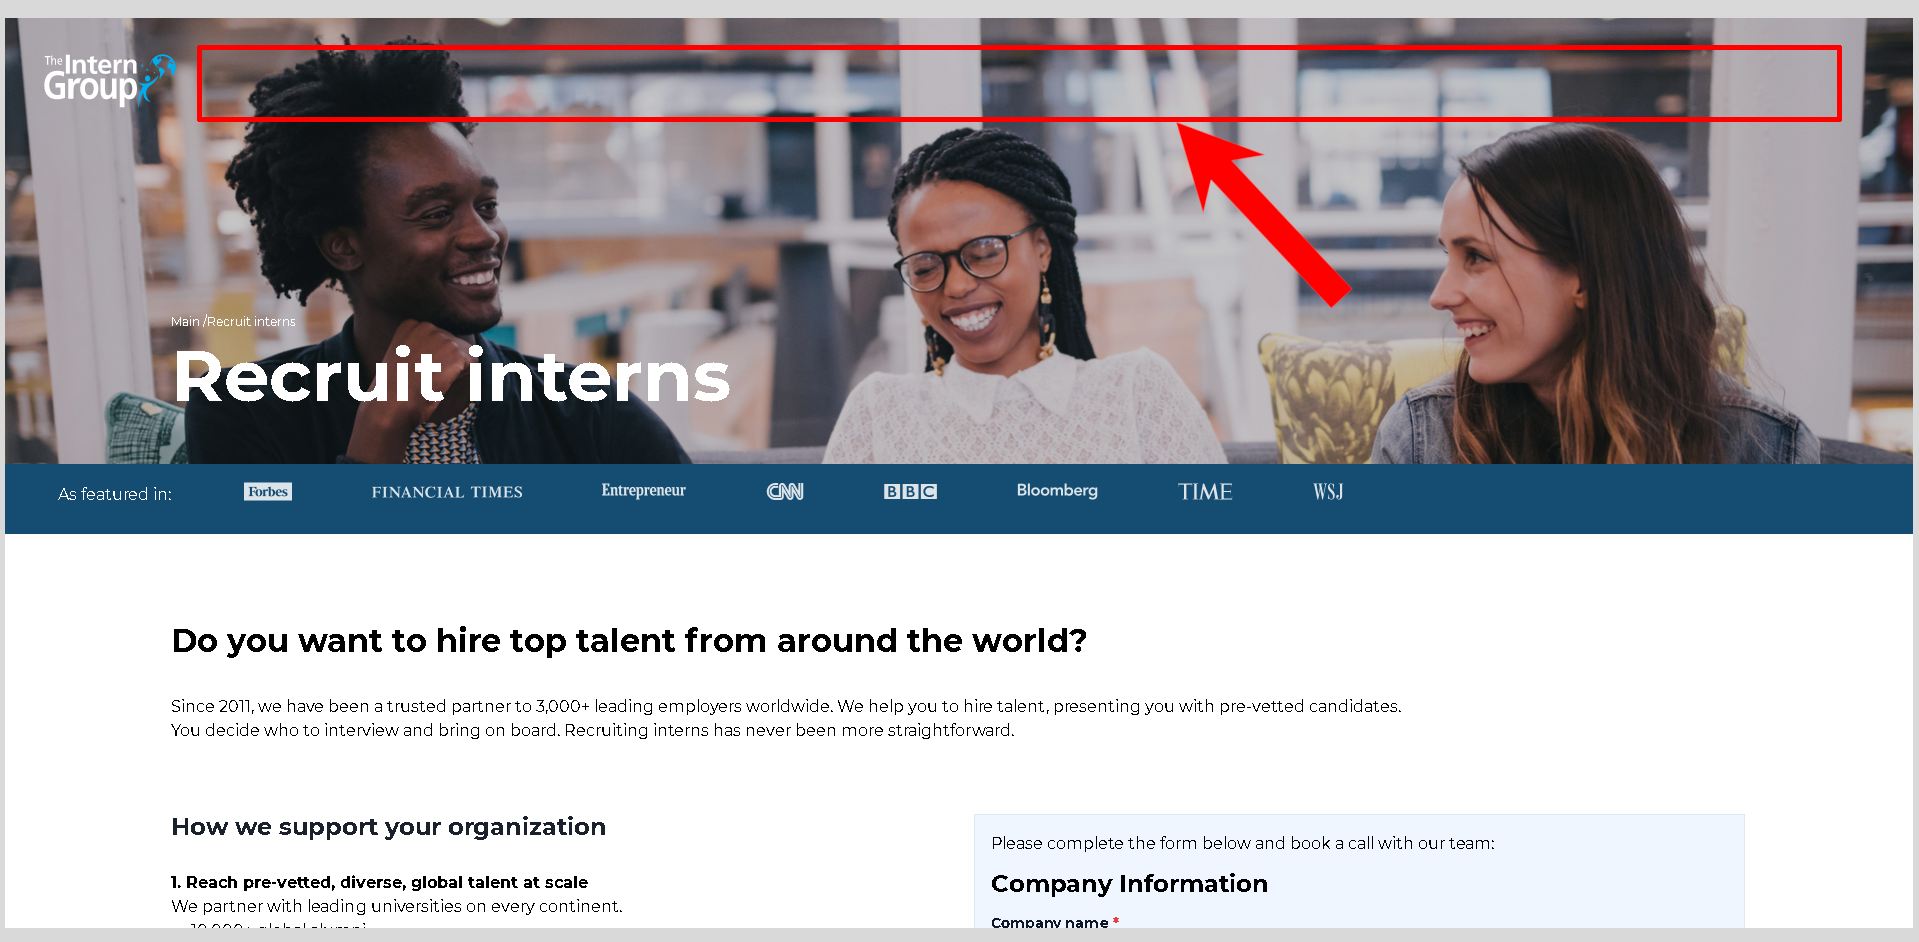 The Intern
Group
Main /Recruit interns
Recruit interns
As featured in:
Forbes
FINANCIAL TIMES
Entrepreneur
CNN
BBC
Bloomberg
TIME
WSJ
Do you want to hire top talent from around the world?
Since 2011, we have been a trusted partner to 3,000+ leading employers worldwide. We help you to hire talent, presenting you with pre-vetted candidates.
You decide who to interview and bring on board. Recruiting interns has never been more straightforward.
How we support your organization
1. Reach pre-vetted, diverse, global talent at scale
We partner with leading universities on every continent.
Please complete the form below and book a call with our team:
Company Information
Company name *